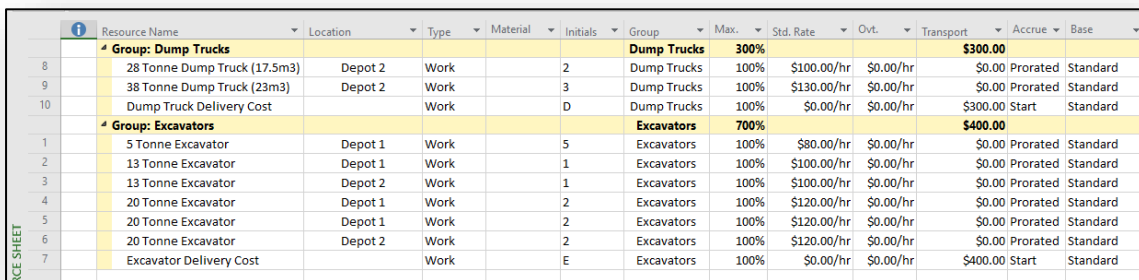 Resource Name Location Type Material Initials Group Max. Std. Rate Ovt. Transport Accrue Base
Group: Dump Trucks Dump Trucks 300% $300.00
8 28 Tonne Dump Truck (17.5m3) Depot 2 Work 2 Dump Trucks 100% $100.00/hr $0.00/hr $0.00 Prorated Standard
9 38 Tonne Dump Truck (23m3) Depot 2 Work 3 Dump Trucks 100% $130.00/hr $0.00/hr $0.00 Prorated Standard
10 Dump Truck Delivery Cost Work D Dump Trucks 100% $0.00/hr $0.00/hr $300.00 Start Standard
Group: Excavators Excavators 700% $400.00
1 5 Tonne Excavator Depot 1 Work 5 Excavators 100% $80.00/hr $0.00/hr $0.00 Prorated Standard
2 13 Tonne Excavator Depot 1 Work 1 Excavators 100% $100.00/hr $0.00/hr $0.00 Prorated Standard
3 13 Tonne Excavator Depot 2 Work 1 Excavators 100% $100.00/hr $0.00/hr $0.00 Prorated Standard
4 20 Tonne Excavator Depot 1 Work 2 Excavators 100% $120.00/hr $0.00/hr $0.00 Prorated Standard
5 20 Tonne Excavator Depot 1 Work 2 Excavators 100% $120.00/hr $0.00/hr $0.00 Prorated Standard
6 20 Tonne Excavator Depot 2 Work 2 Excavators 100% $120.00/hr $0.00/hr $0.00 Prorated Standard
7 Excavator Delivery Cost Work E Excavators 100% $0.00/hr $0.00/hr $400.00 Start Standard
RCE SHEET